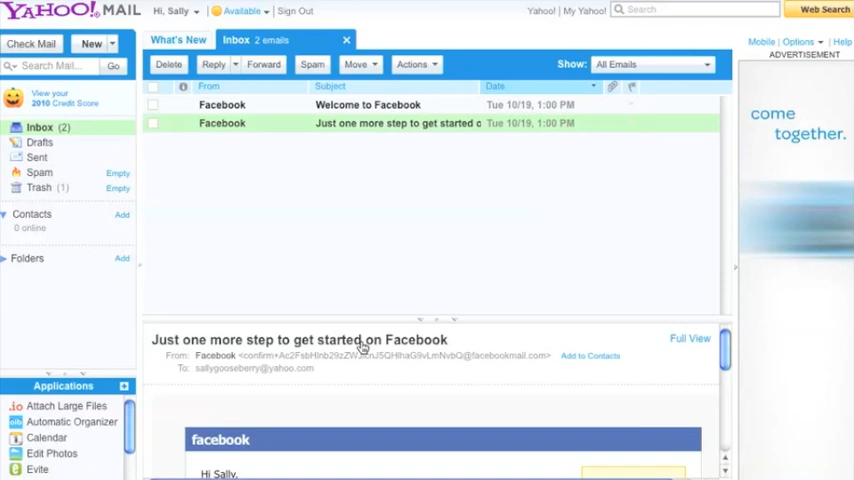 YAHOO! MAIL Hi, Sally Available Sign Out Yahoo! My Yahoo! Search Web Search
Check Mail New
What's New Inbox 2 emails
Mobile Options Help
ADVERTISEMENT
Search Mail... Go
Delete Reply Forward Spam Move Actions Show: All Emails
From Subject Date
View your
2010 Credit Score
Facebook Welcome to Facebook Tue 10/19, 1:00 PM
Facebook Just one more step to get started Tue 10/19, 1:00 PM
come
together.
Inbox (2)
Drafts
Sent
Spam Empty
Trash (1) Empty
Contacts Add
0 online
Folders Add
Just one more step to get started on Facebook Full View
From: Facebook Add to Contacts
To: sallygooseberry@yahoo.com
Applications
.io Attach Large Files
oib Automatic Organizer
Calendar
Edit Photos
Evite
facebook
Hi Sally,